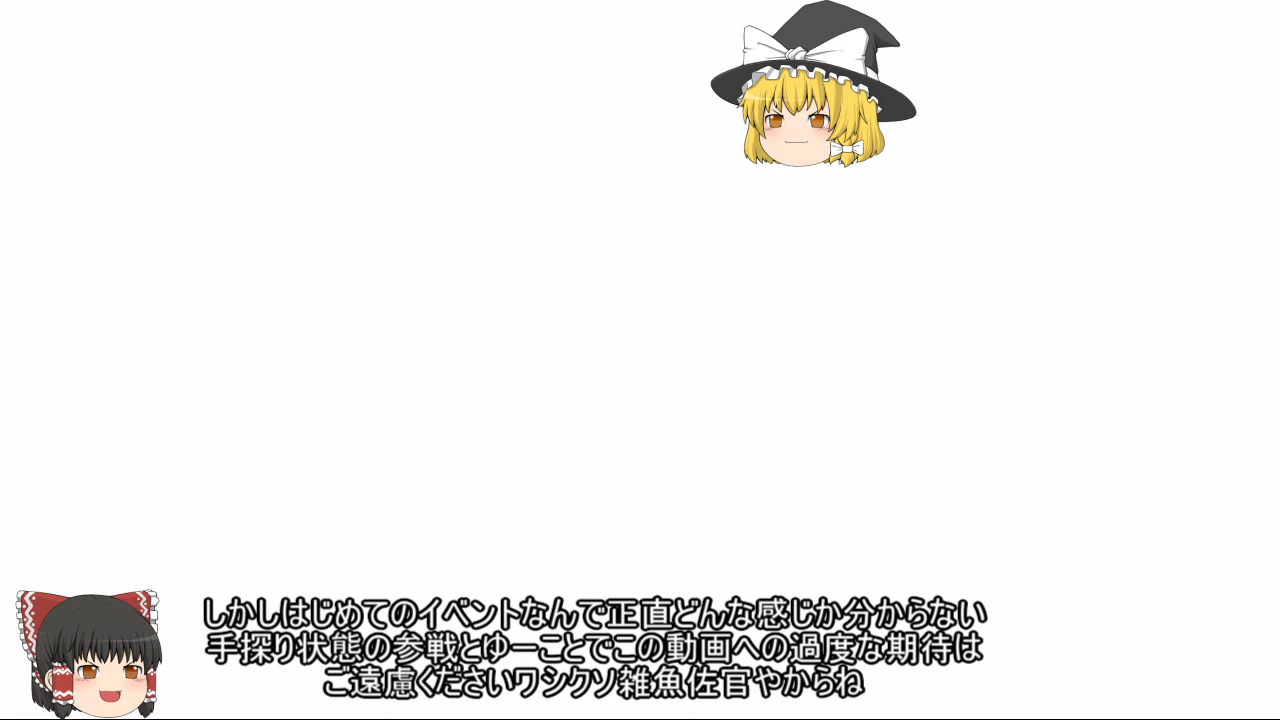 しかしはじめてのイベントなんで正直どんな感じか分からない
手探り状態の参戦とゆーことでこの動画への過度な期待は
ご遠慮くださいワシクソ雑魚佐官やからね